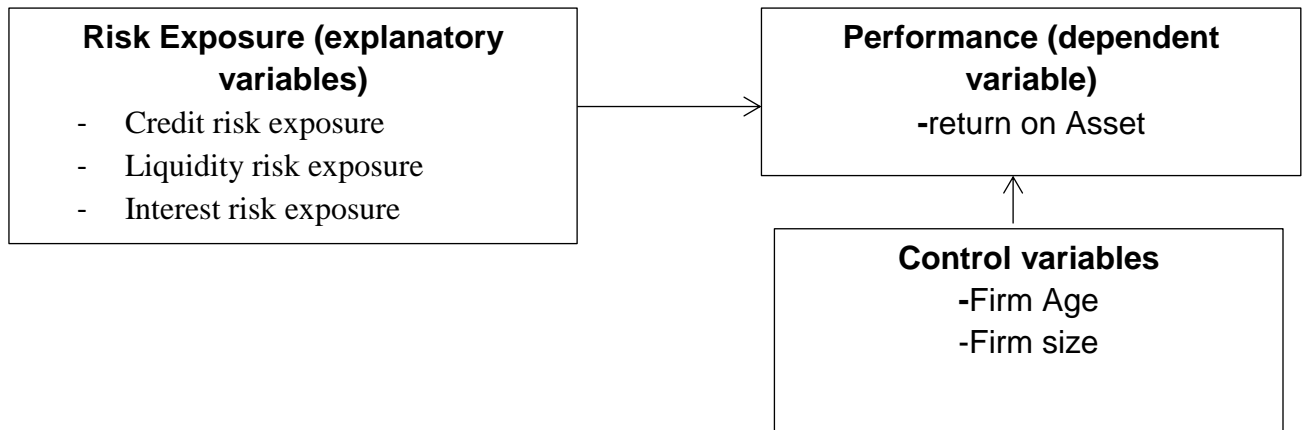 Risk Exposure (explanatory
variables)
- Credit risk exposure
- Liquidity risk exposure
- Interest risk exposure
Performance (dependent
variable)
-return on Asset
Control variables
-Firm Age
-Firm size